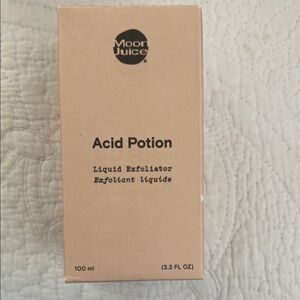 Moon
Juice
®
Acid Potion
Liquid Exfoliator
Exfoliant liquide
100 ml (3.3 FL OZ)